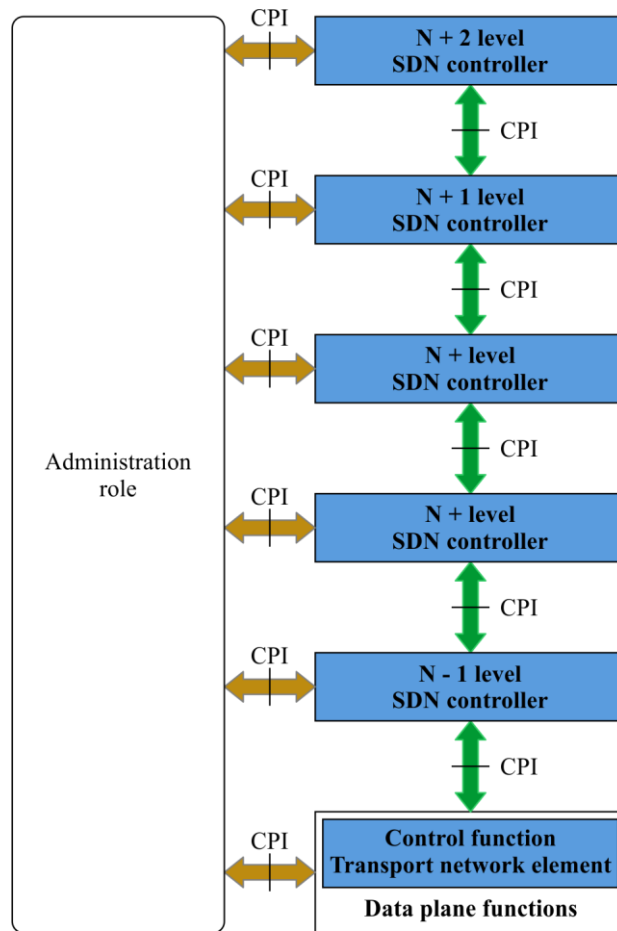 CPI
N + 2 level
SDN controller
CPI
CPI
N + 1 level
SDN controller
CPI
CPI
N + level
SDN controller
CPI
Administration
role
CPI
N + level
SDN controller
CPI
CPI
N - 1 level
SDN controller
CPI
CPI
Control function
Transport network element
Data plane functions